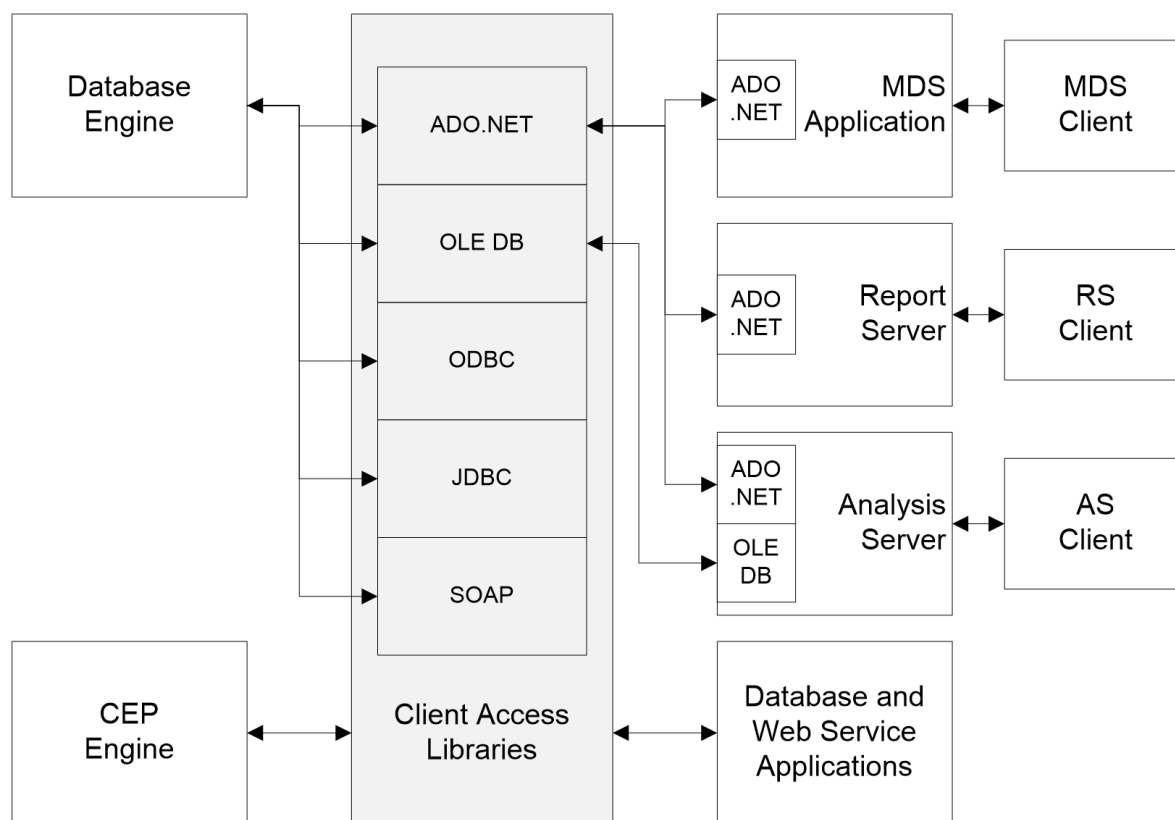 Database
Engine
ADO.NET
OLE DB
ODBC
JDBC
SOAP
Client Access
Libraries
CEP
Engine
ADO
.NET
MDS
Application
MDS
Client
ADO
.NET
Report
Server
RS
Client
ADO
.NET
OLE
DB
Analysis
Server
AS
Client
Database and
Web Service
Applications